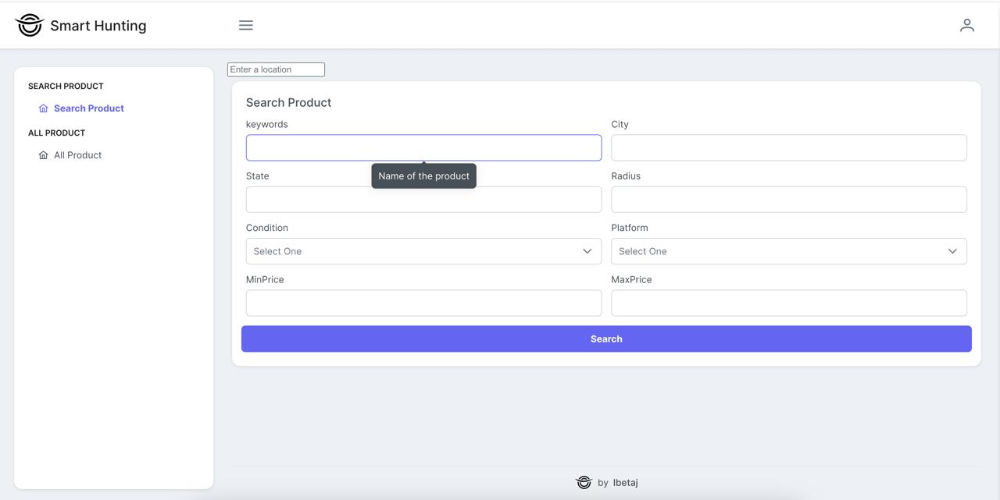 Smart Hunting
Enter a location
SEARCH PRODUCT
Search Product
ALL PRODUCT
All Product
Search Product
keywords
City
Name of the product
State
Radius
Condition
Platform
Select One
Select One
MinPrice
MaxPrice
Search
by Ibetaj